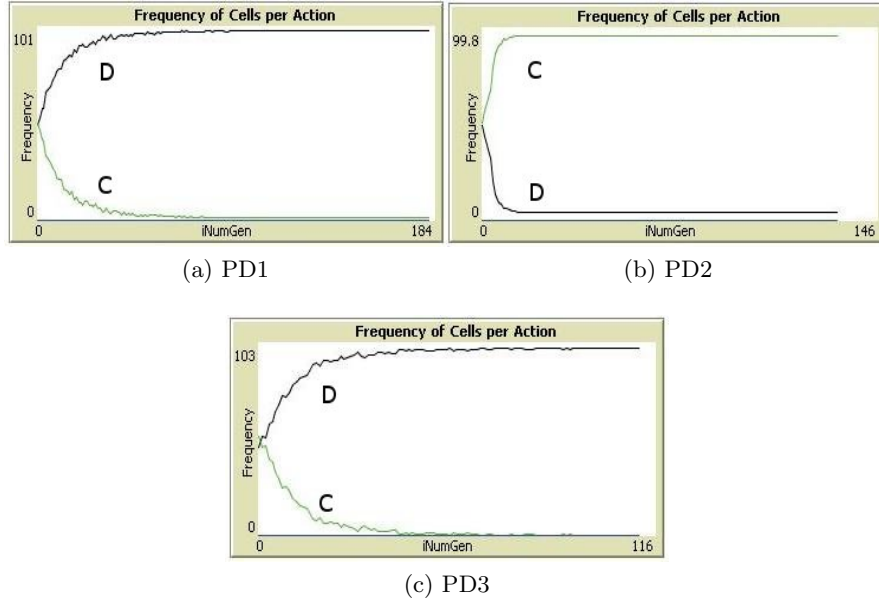 Frequency of Cells per Action
101
D
Frequency
C
0
0 iNumGen 184
(a) PD1
Frequency of Cells per Action
99.8
C
Frequency
D
0
0 iNumGen 146
(b) PD2
Frequency of Cells per Action
103
D
Frequency
C
0
0 iNumGen 116
(c) PD3